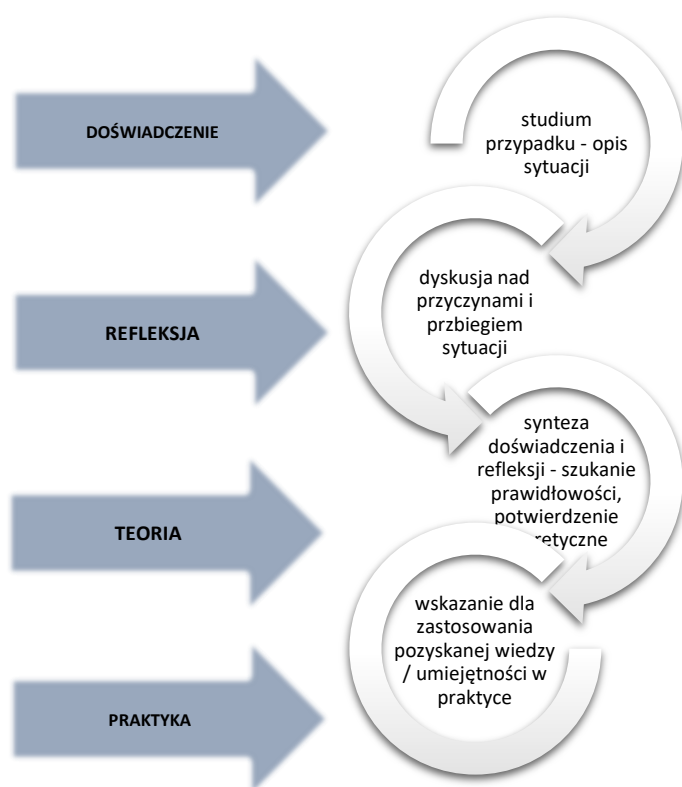 DOŚWIADCZENIE
studium
przypadku - opis
sytuacji
REFLEKSJA
dyskusja nad
przyczynami i
przbiegiem
sytuacji
TEORIA
synteza
doświadczenia i
refleksji - szukanie
prawidłowości,
potwierdzenie
PRAKTYKA
wskazanie dla
zastosowania
pozyskanej wiedzy
/ umiejętności w
praktyce